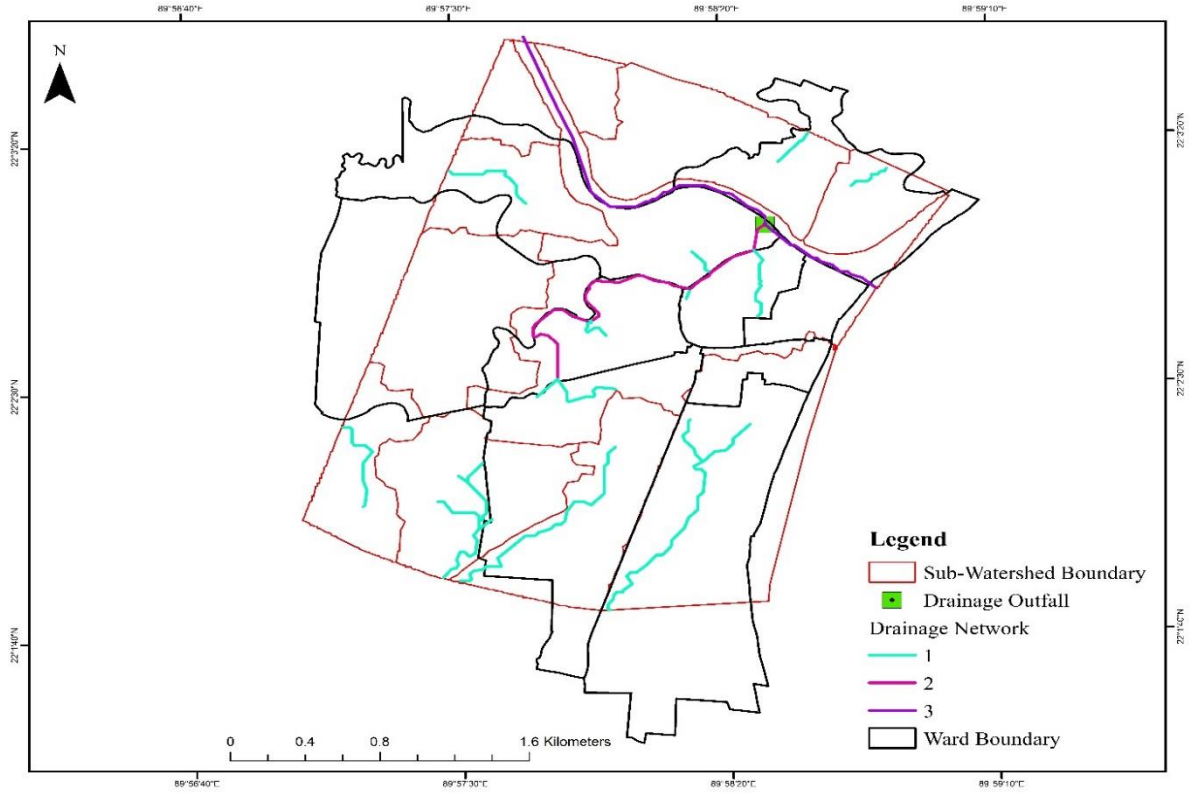 89°56'40"E 89°57'30"E 89°58'20"E 89°59'10"E
N
22°3'20"N 22°3'20"N
22°2'30"N 22°2'30"N
22°1'40"N 22°1'40"N
Legend
Sub-Watershed Boundary
Drainage Outfall
Drainage Network
1
2
3
Ward Boundary
0 0.4 0.8 1.6 Kilometers
89°56'40"E 89°57'30"E 89°58'20"E 89°59'10"E